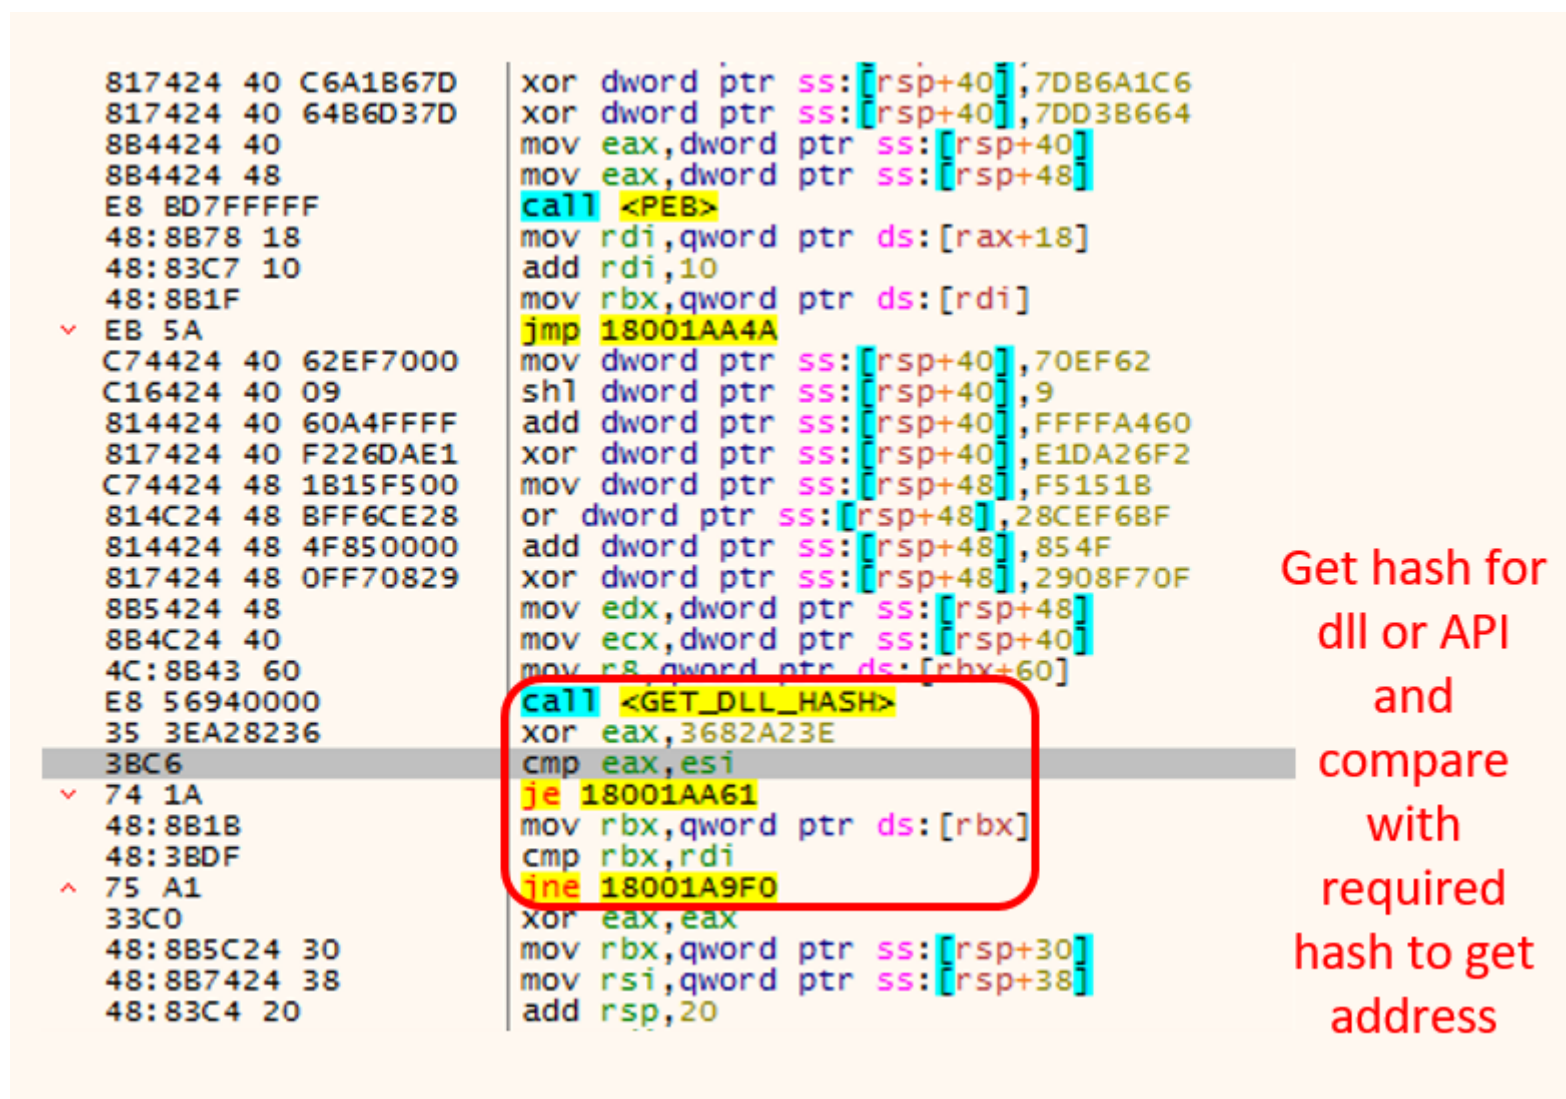 817424 40 C6A1B67D xor dword ptr ss:[rsp+40],7DB6A1C6
817424 40 64B6D37D xor dword ptr ss:[rsp+40],7DD3B664
8B4424 40 mov eax,dword ptr ss:[rsp+40]
8B4424 48 mov eax,dword ptr ss:[rsp+48]
E8 BD7FFFFF call <PEB>
48:8B78 18 mov rdi,qword ptr ds:[rax+18]
48:83C7 10 add rdi,10
48:8B1F mov rbx,qword ptr ds:[rdi]
EB 5A jmp 18001AA4A
C74424 40 62EF7000 mov dword ptr ss:[rsp+40],70EF62
C16424 40 09 shl dword ptr ss:[rsp+40],9
814424 40 60A4FFFF add dword ptr ss:[rsp+40],FFFFA460
817424 40 F226DAE1 xor dword ptr ss:[rsp+40],E1DA26F2
C74424 48 1B15F500 mov dword ptr ss:[rsp+48],F5151B
814C24 48 BFF6CE28 or dword ptr ss:[rsp+48],28CEF6BF
814424 48 4F850000 add dword ptr ss:[rsp+48],854F
817424 48 0FF70829 xor dword ptr ss:[rsp+48],2908F70F
8B5424 48 mov edx,dword ptr ss:[rsp+48]
8B4C24 40 mov ecx,dword ptr ss:[rsp+40]
4C:8B43 60 mov r8,qword ptr ds:[rbx+60]
E8 56940000 call <GET_DLL_HASH>
35 3EA28236 xor eax,3682A23E
3BC6 cmp eax,esi
74 1A je 18001AA61
48:8B1B mov rbx,qword ptr ds:[rbx]
48:3BDF cmp rbx,rdi
75 A1 jne 18001A9F0
33C0 xor eax,eax
48:8B5C24 30 mov rbx,qword ptr ss:[rsp+30]
48:8B7424 38 mov rsi,qword ptr ss:[rsp+38]
48:83C4 20 add rsp,20
Get hash for
dll or API
and
compare
with
required
hash to get
address